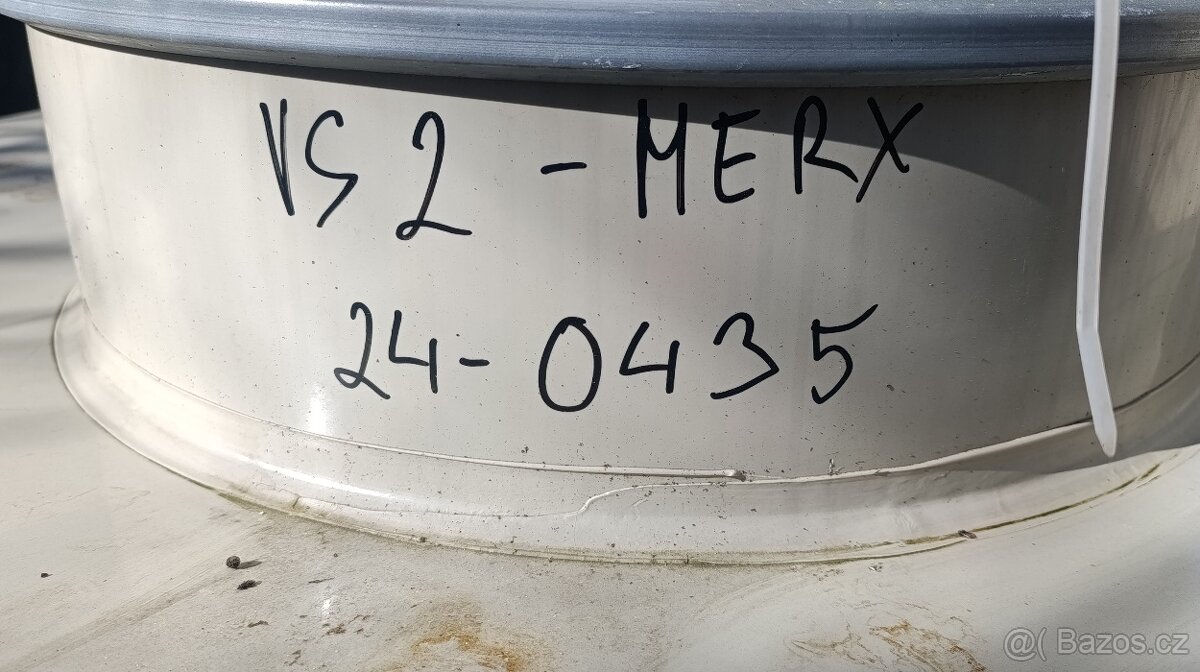 VS2 - MERX
24-0435
@( Bazos.cz